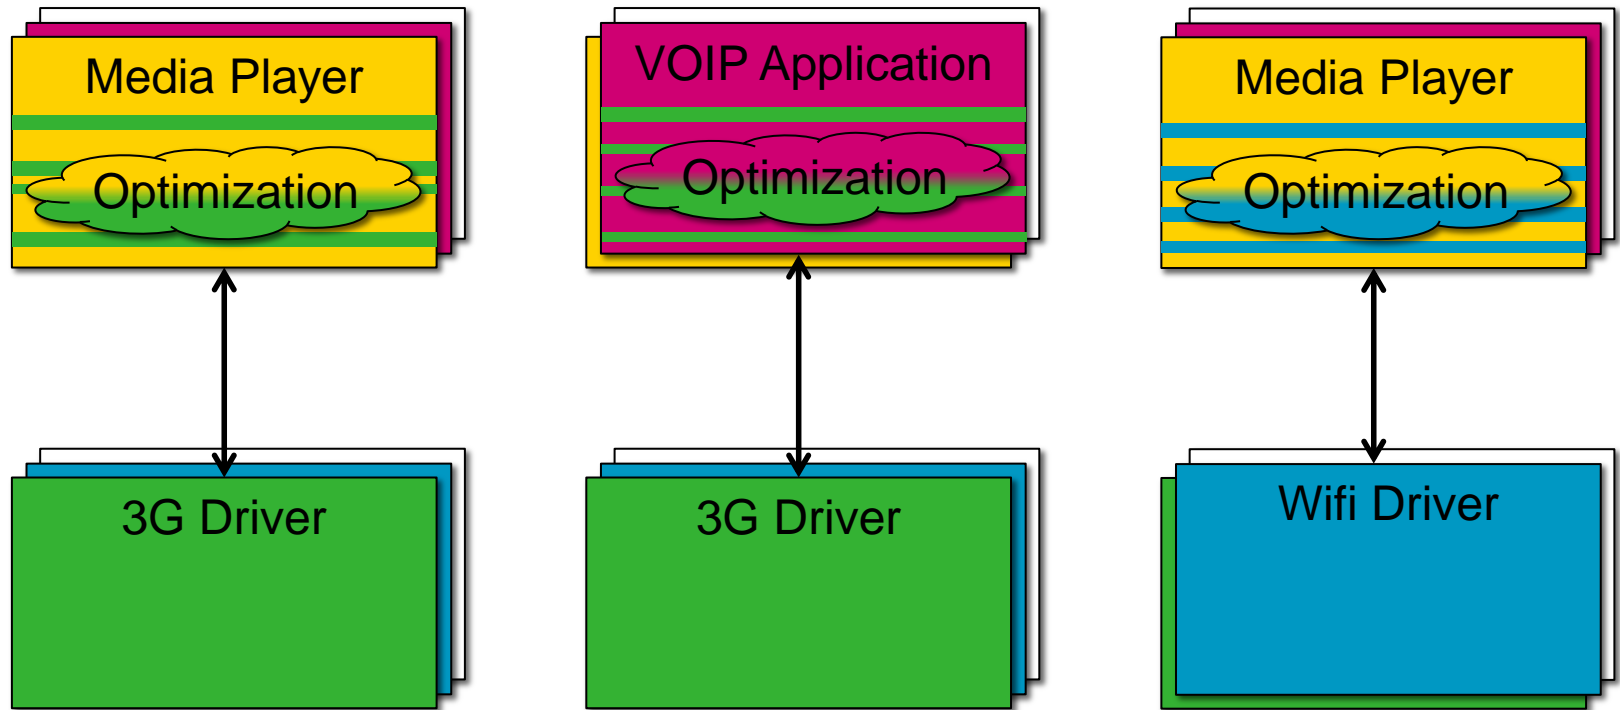 Media Player
Optimization
3G Driver
VOIP Application
Optimization
3G Driver
Media Player
Optimization
Wifi Driver